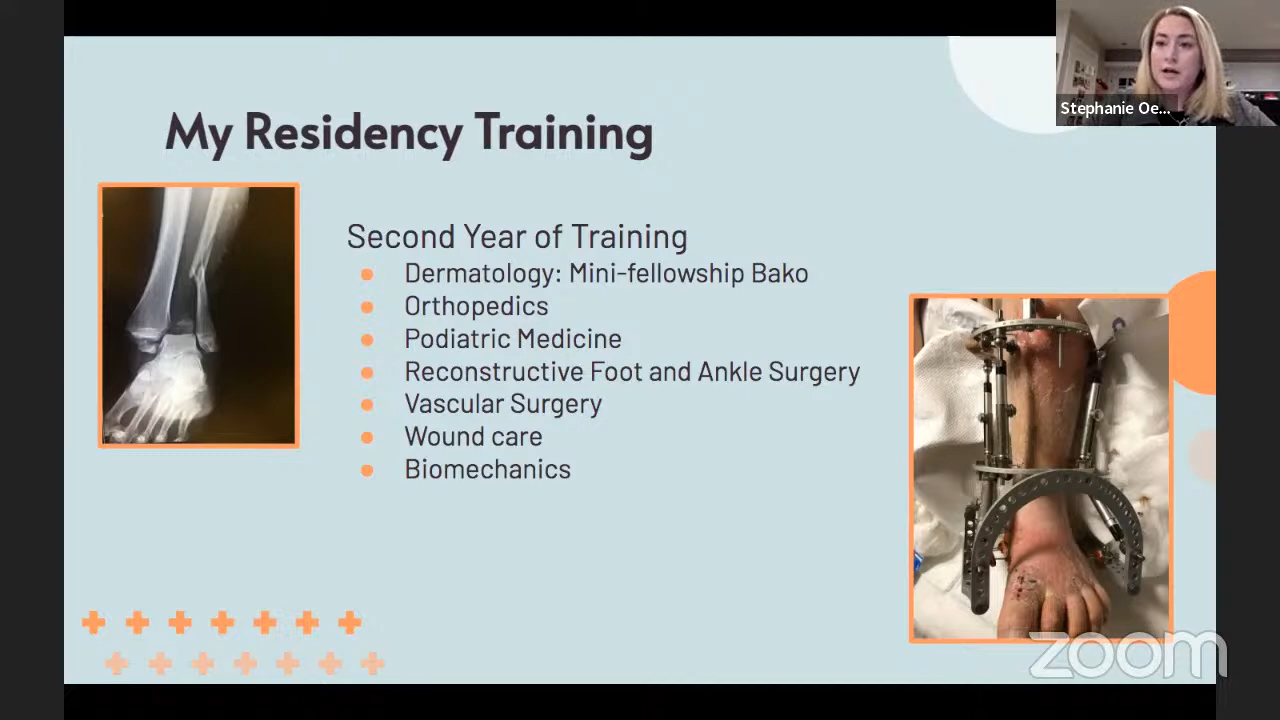 Stephanie Oe...
My Residency Training
Second Year of Training
Dermatology: Mini-fellowship Bako
Orthopedics
Podiatric Medicine
Reconstructive Foot and Ankle Surgery
Vascular Surgery
Wound care
Biomechanics
zoom